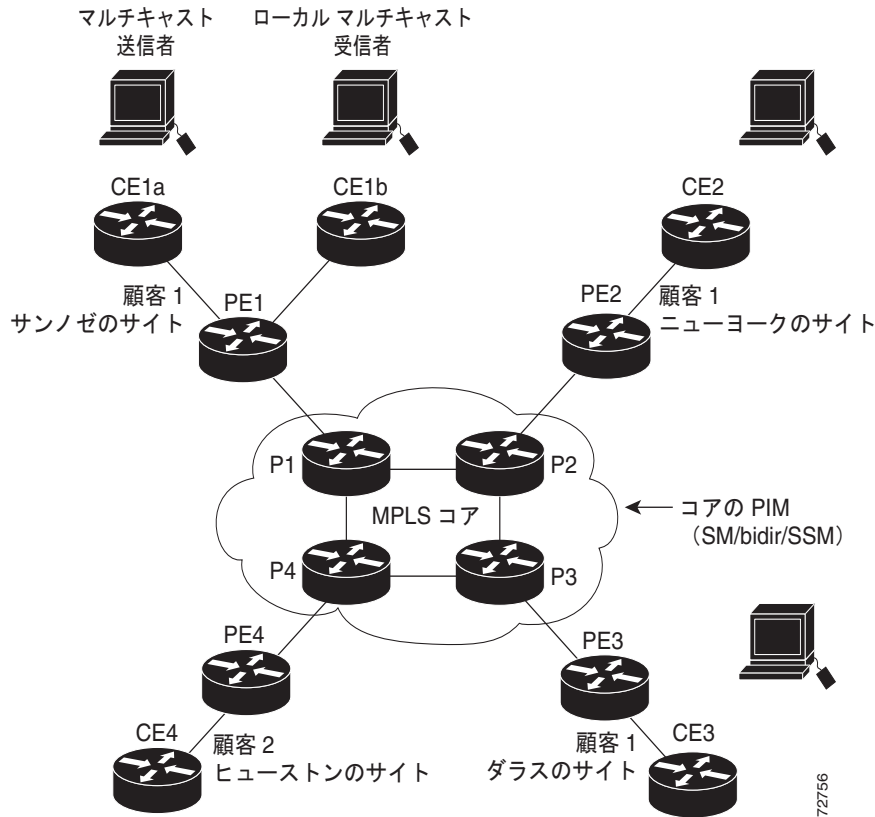 マルチキャスト
送信者
ローカル マルチキャスト
受信者
CE1a
CE1b
CE2
顧客 1
サンノゼのサイト
PE1
PE2
顧客 1
ニューヨークのサイト
P1
P2
MPLS コア
コアの PIM
（SM/bidir/SSM）
P4
P3
PE4
PE3
CE4
顧客 2
ヒューストンのサイト
顧客 1
ダラスのサイト
CE3
72756